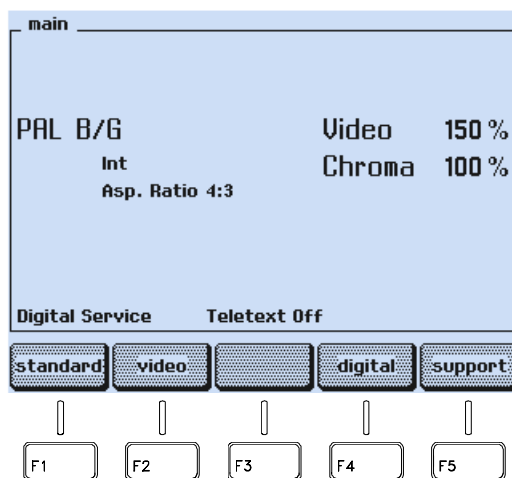 main
PAL B/G Video 150 %
Int Chroma 100 %
Asp. Ratio 4:3
Digital Service Teletext Off
standard video digital support
F1 F2 F3 F4 F5